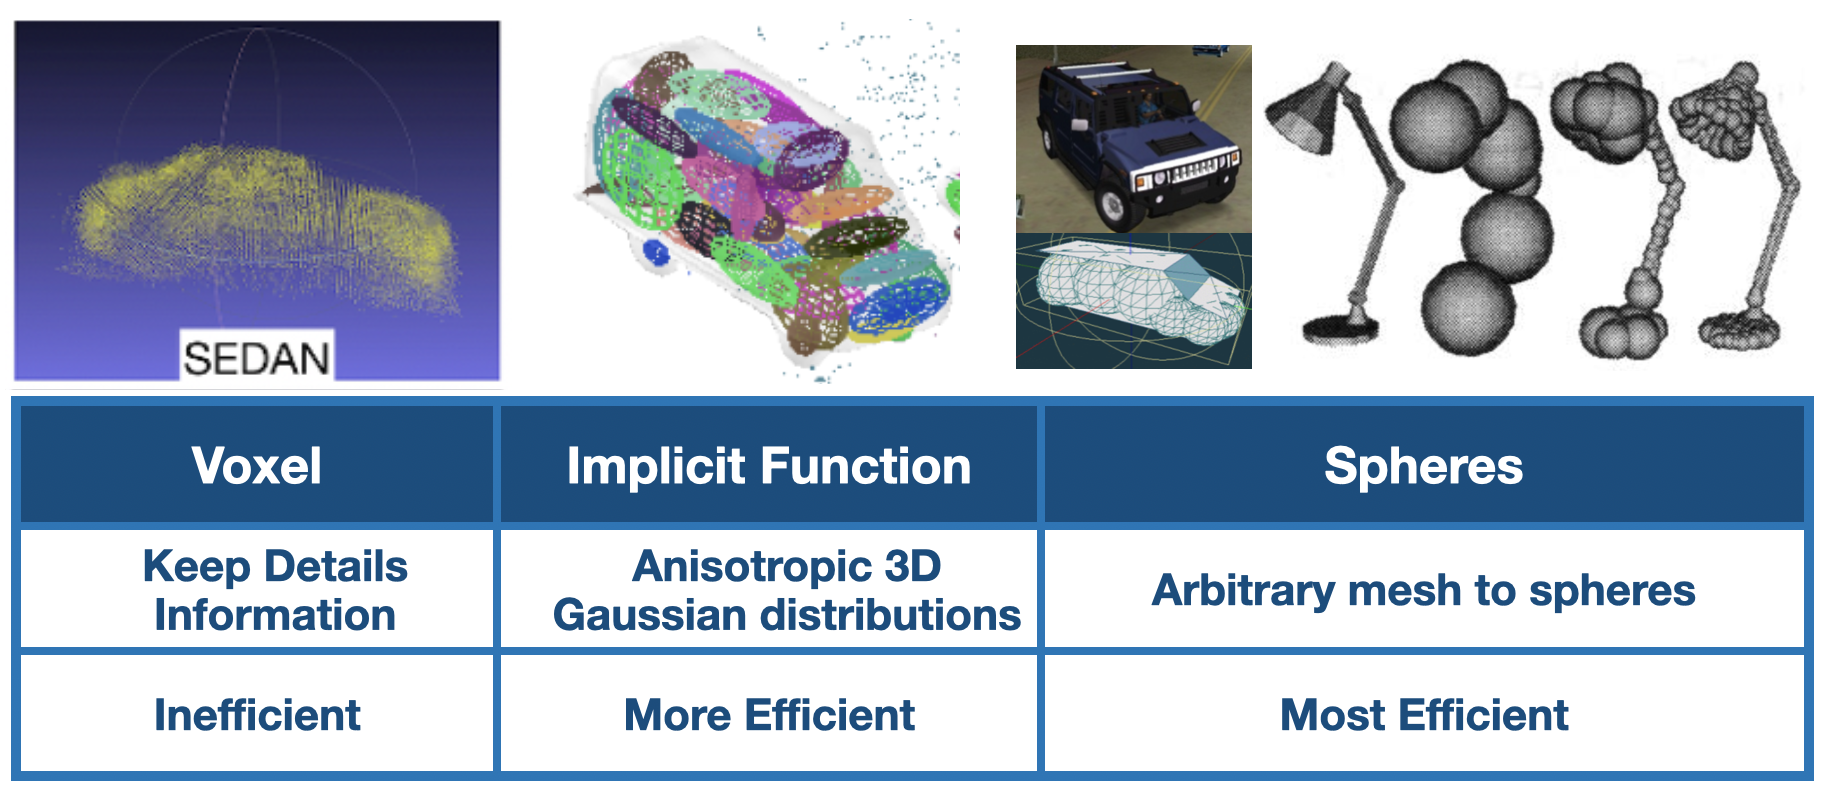 SEDAN
Voxel
Implicit Function
Spheres
Keep Details
Information
Anisotropic 3D
Gaussian distributions
Arbitrary mesh to spheres
Inefficient
More Efficient
Most Efficient